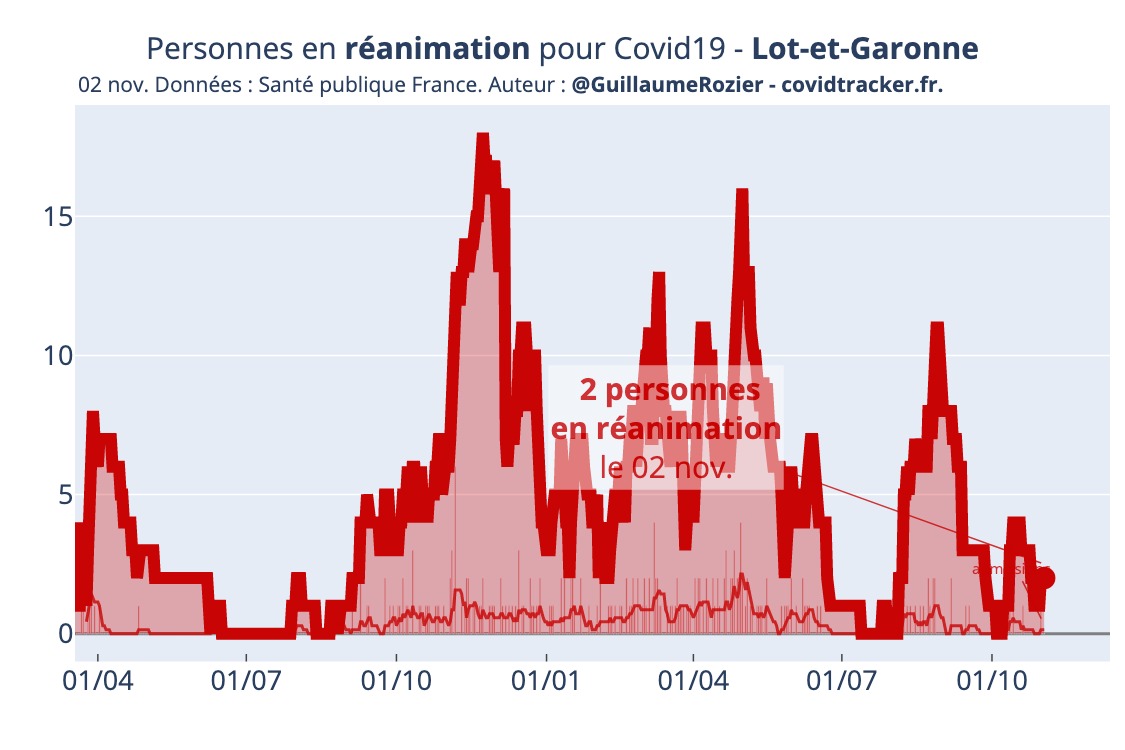 Personnes en réanimation pour Covid19 - Lot-et-Garonne
02 nov. Données : Santé publique France. Auteur : @GuillaumeRozier - covidtracker.fr.
15
10
5
0
2 personnes
en réanimation
le 02 nov.
admissions
01/04
01/07
01/10
01/01
01/04
01/07
01/10